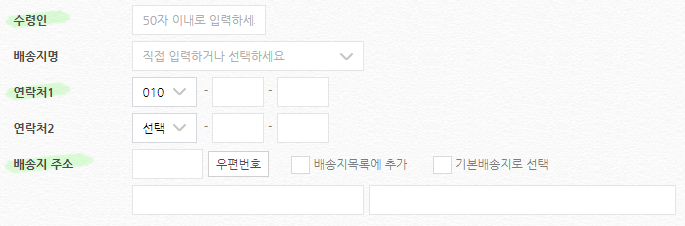 수령인 50자 이내로 입력하세
배송지명 직접 입력하거나 선택하세요
연락처1 010 - -
연락처2 선택 - -
배송지 주소 우편번호 배송지목록에 추가 기본배송지로 선택